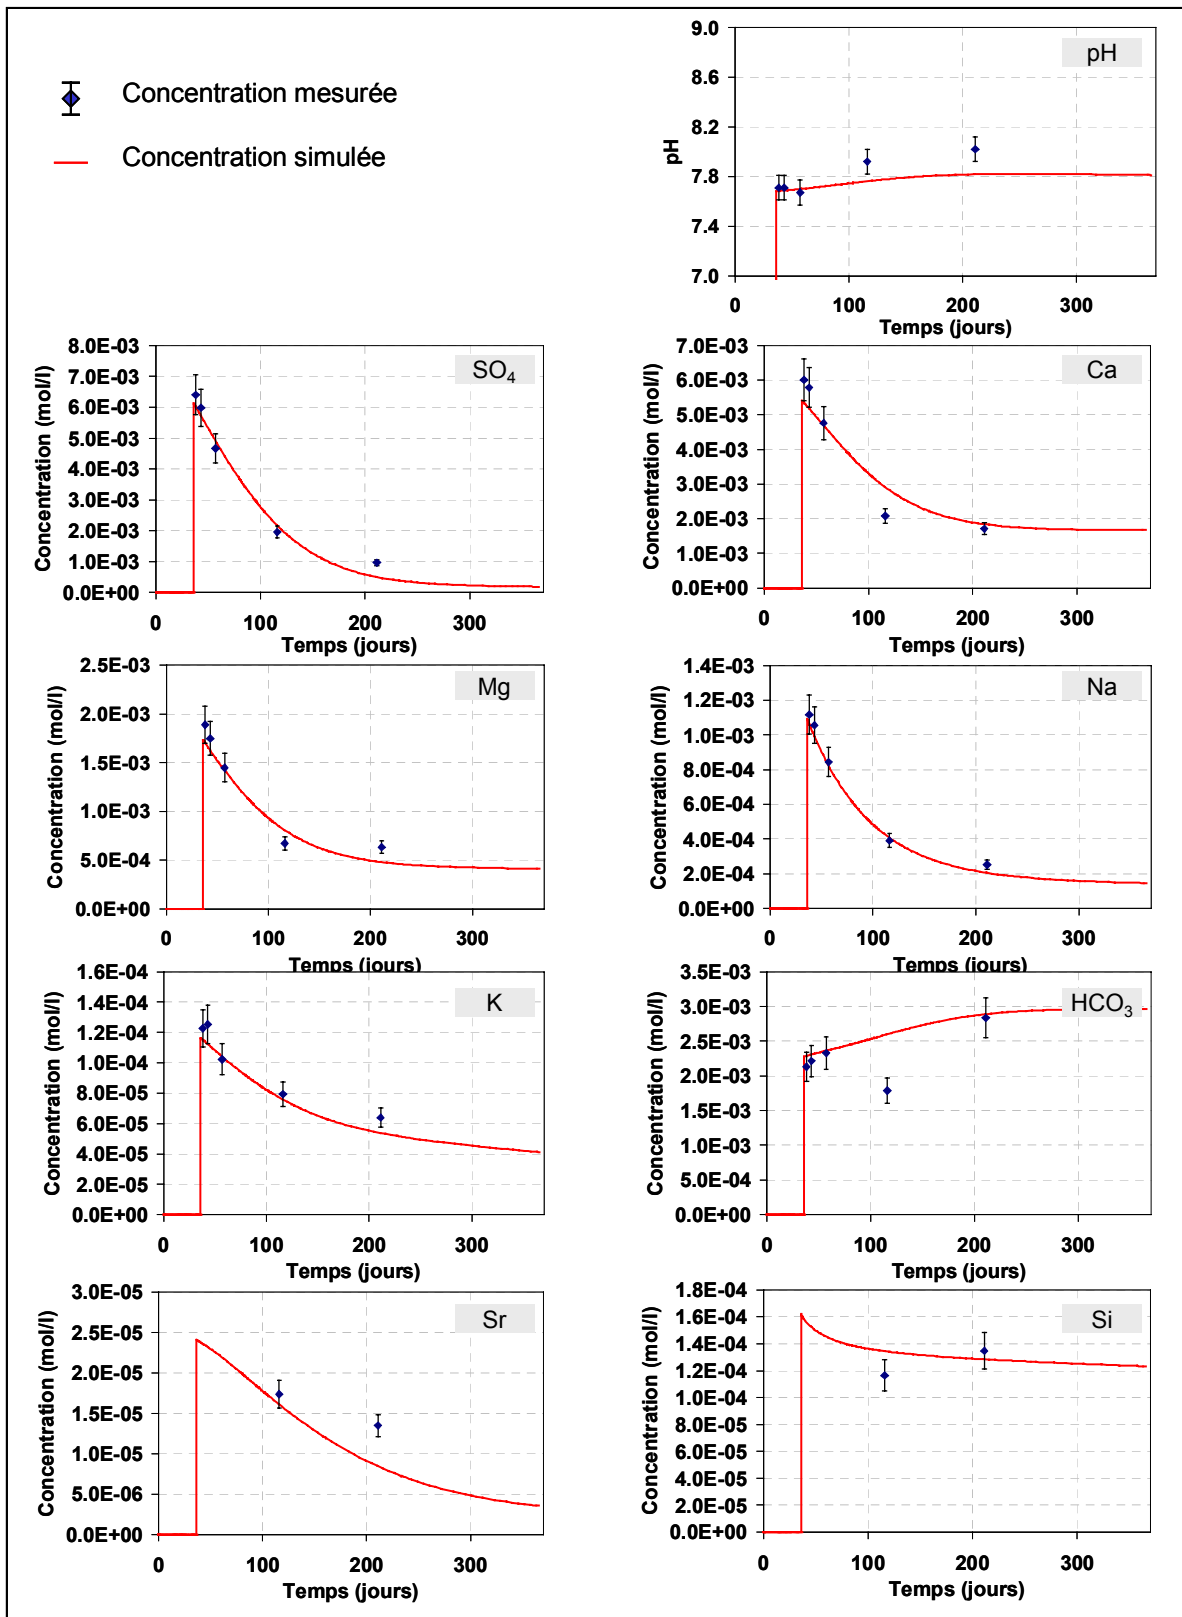 Concentration mesurée
Concentration simulée
pH
9.0
8.6
8.2
7.8
7.4
7.0
pH
0 100 200 300
Temps (jours)
SO4
8.0E-03
7.0E-03
6.0E-03
5.0E-03
4.0E-03
3.0E-03
2.0E-03
1.0E-03
0.0E+00
Concentration (mol/l)
0 100 200 300
Temps (jours)
Ca
7.0E-03
6.0E-03
5.0E-03
4.0E-03
3.0E-03
2.0E-03
1.0E-03
0.0E+00
Concentration (mol/l)
0 100 200 300
Temps (jours)
Mg
2.5E-03
2.0E-03
1.5E-03
1.0E-03
5.0E-04
0.0E+00
Concentration (mol/l)
0 100 200 300
Temps (jours)
Na
1.4E-03
1.2E-03
1.0E-03
8.0E-04
6.0E-04
4.0E-04
2.0E-04
0.0E+00
Concentration (mol/l)
0 100 200 300
Temps (jours)
K
1.6E-04
1.4E-04
1.2E-04
1.0E-04
8.0E-05
6.0E-05
4.0E-05
2.0E-05
0.0E+00
Concentration (mol/l)
0 100 200 300
Temps (jours)
HCO3
3.5E-03
3.0E-03
2.5E-03
2.0E-03
1.5E-03
1.0E-03
5.0E-04
0.0E+00
Concentration (mol/l)
0 100 200 300
Temps (jours)
Sr
3.0E-05
2.5E-05
2.0E-05
1.5E-05
1.0E-05
5.0E-06
0.0E+00
Concentration (mol/l)
0 100 200 300
Temps (jours)
Si
1.8E-04
1.6E-04
1.4E-04
1.2E-04
1.0E-04
8.0E-05
6.0E-05
4.0E-05
2.0E-05
0.0E+00
Concentration (mol/l)
0 100 200 300
Temps (jours)